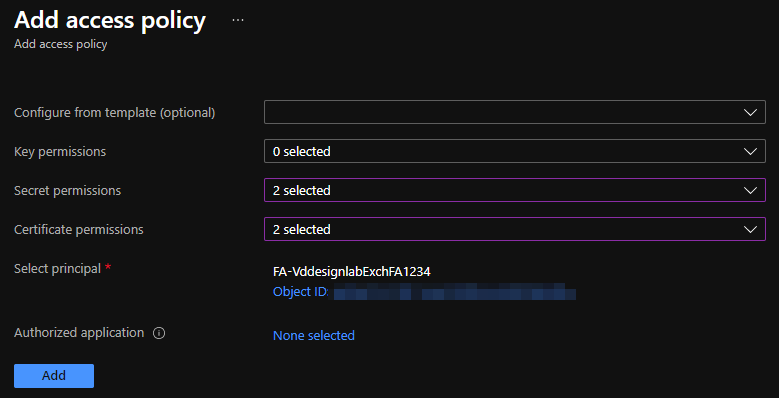 Add access policy ...
Add access policy
Configure from template (optional)
Key permissions 0 selected
Secret permissions 2 selected
Certificate permissions 2 selected
Select principal * FA-VddesignlabExchFA1234
Object ID:
Authorized application None selected
Add